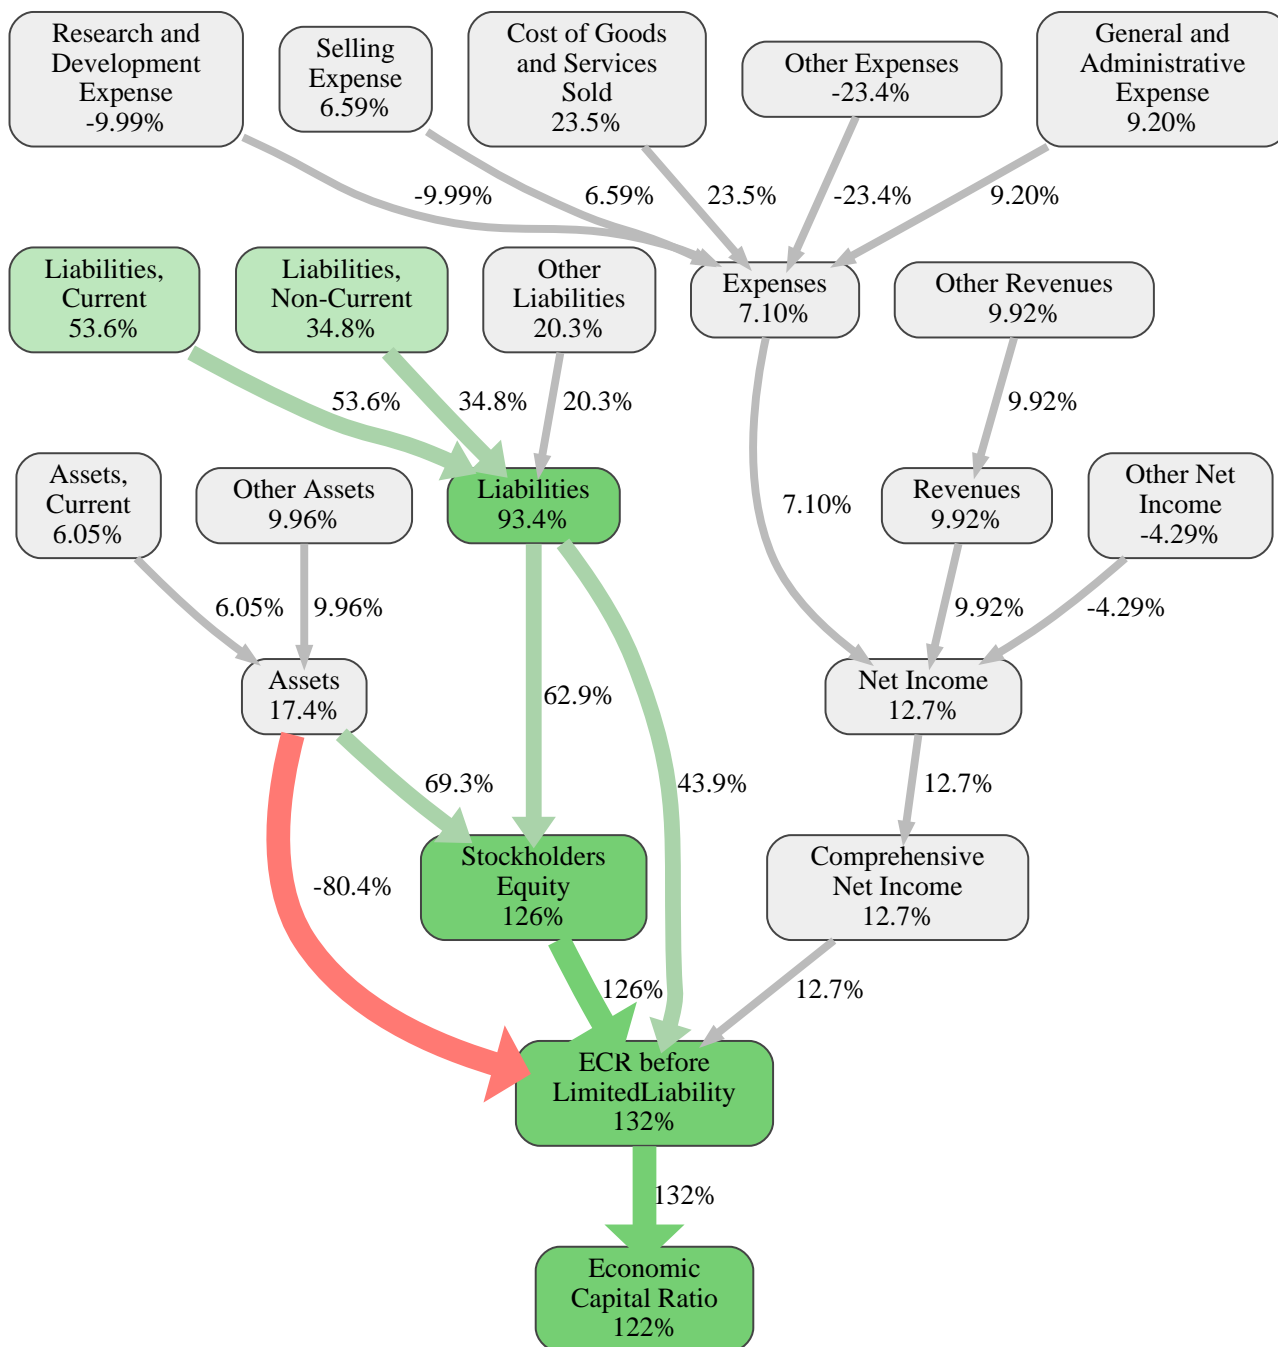 Research and
Development
Expense
-9.99%
Selling
Expense
6.59%
Cost of Goods
and Services
Sold
23.5%
Other Expenses
-23.4%
General and
Administrative
Expense
9.20%
-9.99%
6.59%
23.5%
-23.4%
9.20%
Liabilities,
Current
53.6%
Liabilities,
Non-Current
34.8%
Other
Liabilities
20.3%
Expenses
7.10%
Other Revenues
9.92%
53.6%
34.8%
20.3%
9.92%
Assets,
Current
6.05%
Other Assets
9.96%
Liabilities
93.4%
7.10%
Revenues
9.92%
Other Net
Income
-4.29%
6.05%
9.96%
9.92%
-4.29%
Assets
17.4%
62.9%
Net Income
12.7%
69.3%
43.9%
12.7%
-80.4%
Stockholders
Equity
126%
Comprehensive
Net Income
12.7%
126%
12.7%
ECR before
LimitedLiability
132%
132%
Economic
Capital Ratio
122%